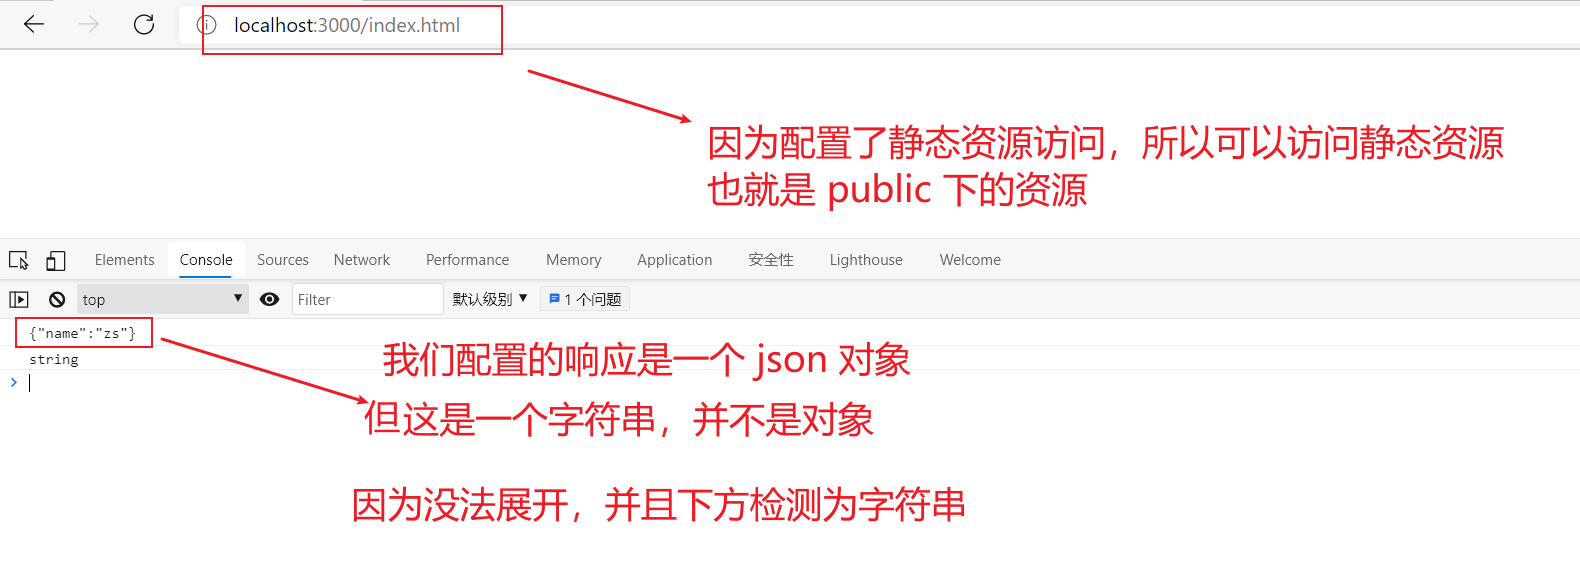 localhost:3000/index.html
因为配置了静态资源访问，所以可以访问静态资源
也就是 public 下的资源
Elements Console Sources Network Performance Memory Application 安全性 Lighthouse Welcome
top Filter 默认级别 1 个问题
{"name":"zs"}
string
我们配置的响应是一个 json 对象
但这是一个字符串，并不是对象
因为没法展开，并且下方检测为字符串